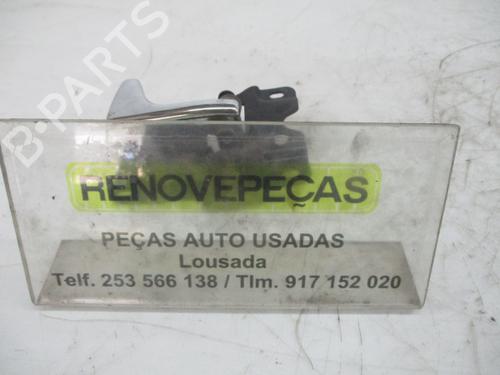 B-PARTS
RENOVEPEÇAS
PEÇAS AUTO USADAS
Lousada
Telf. 253 566 138 / Tlm. 917 152 020